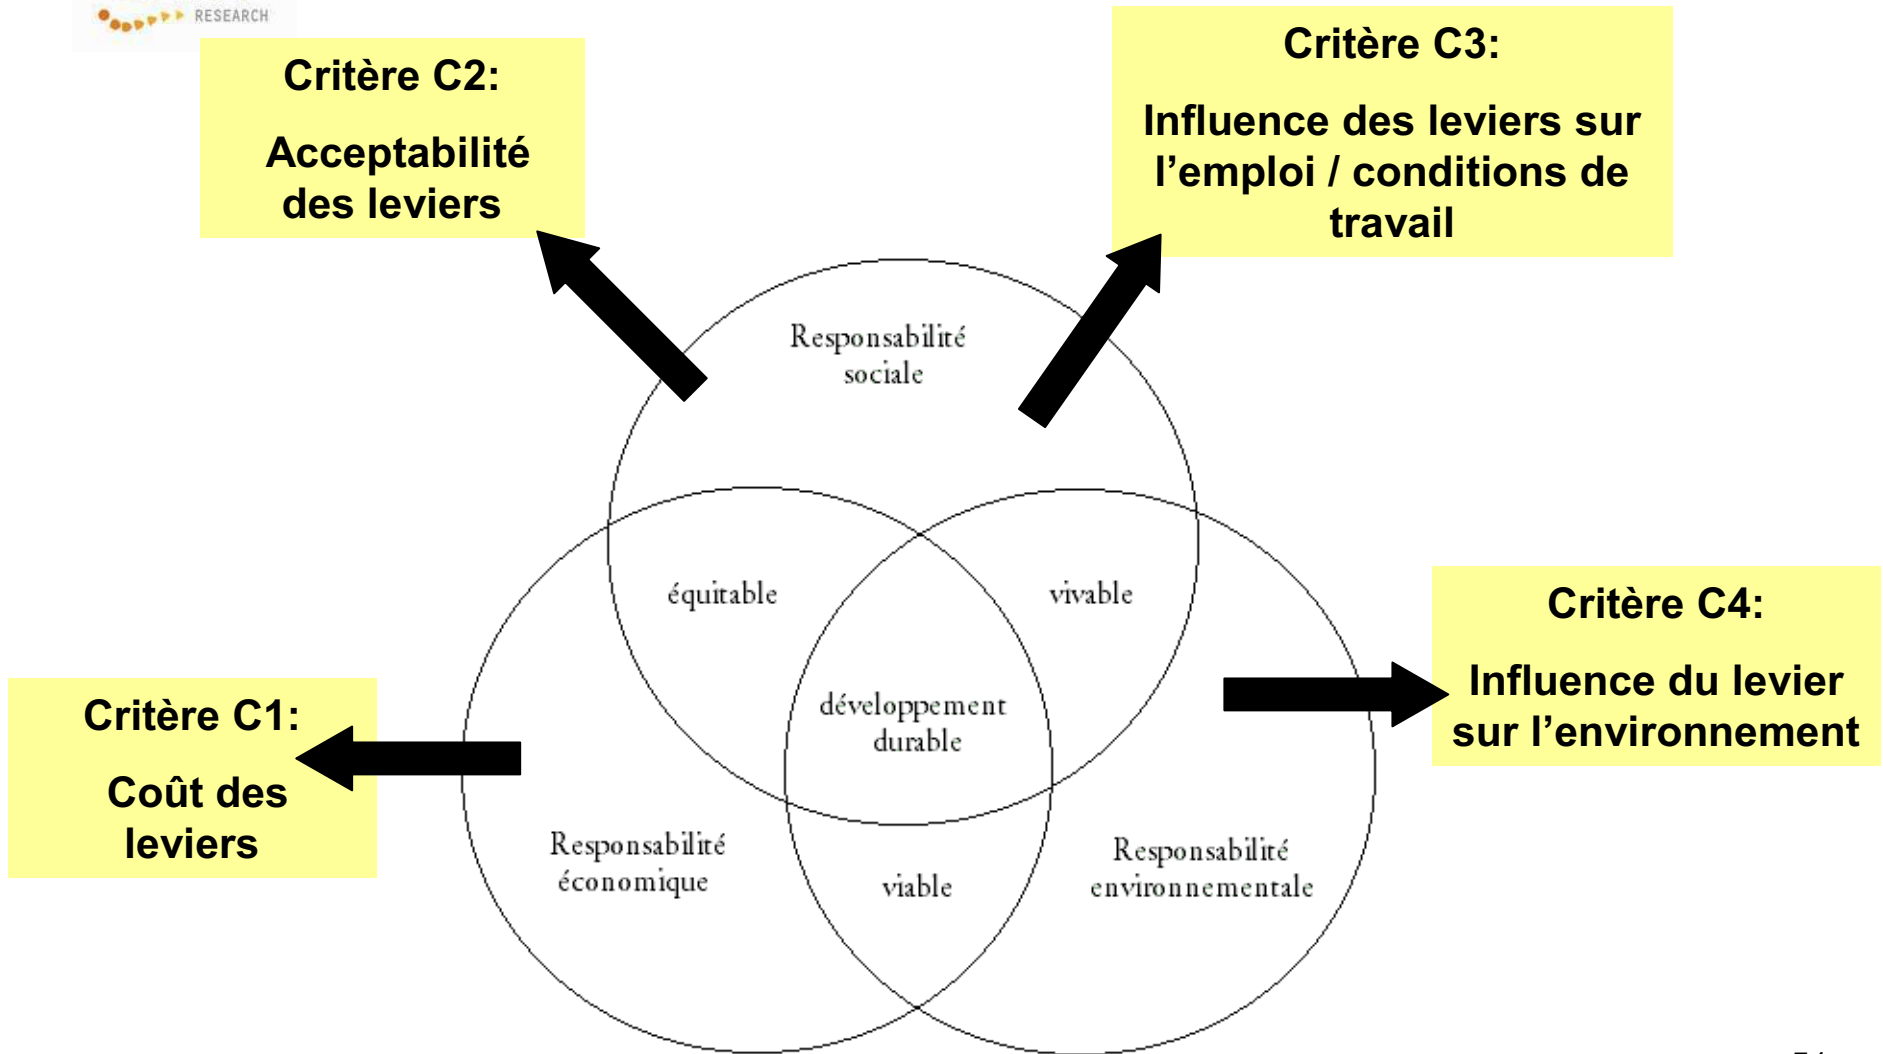 RESEARCH
Critère C2:
Acceptabilité
des leviers
Critère C3:
Influence des leviers sur
l’emploi / conditions de
travail
Responsabilité
sociale
équitable
vivable
Critère C4:
Influence du levier
sur l’environnement
développement
durable
Critère C1:
Coût des
leviers
Responsabilité
économique
viable
Responsabilité
environnementale